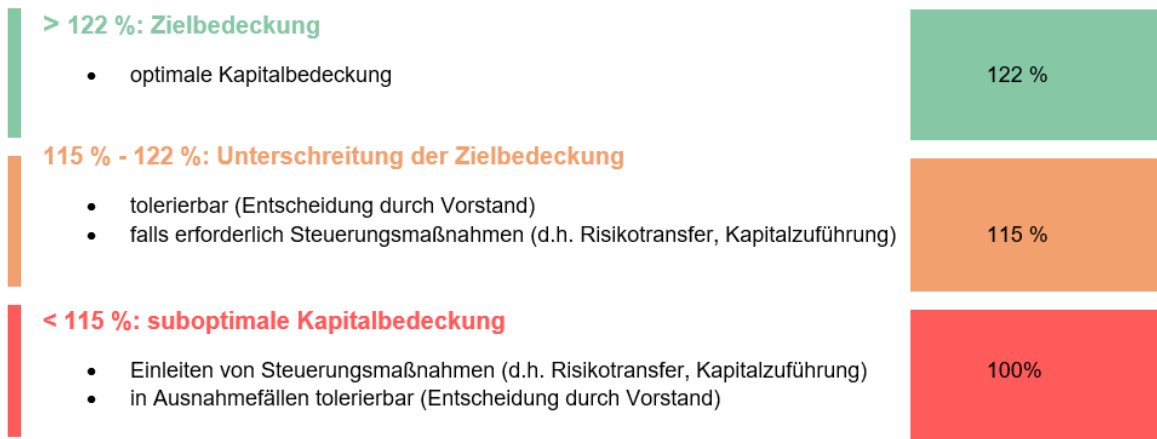 > 122 %: Zielbedeckung
• optimale Kapitalbedeckung
122 %
115 % - 122 %: Unterschreitung der Zielbedeckung
• tolerierbar (Entscheidung durch Vorstand)
• falls erforderlich Steuerungsmaßnahmen (d.h. Risikotransfer, Kapitalzuführung)
115 %
< 115 %: suboptimale Kapitalbedeckung
• Einleiten von Steuerungsmaßnahmen (d.h. Risikotransfer, Kapitalzuführung)
100%
• in Ausnahmefällen tolerierbar (Entscheidung durch Vorstand)